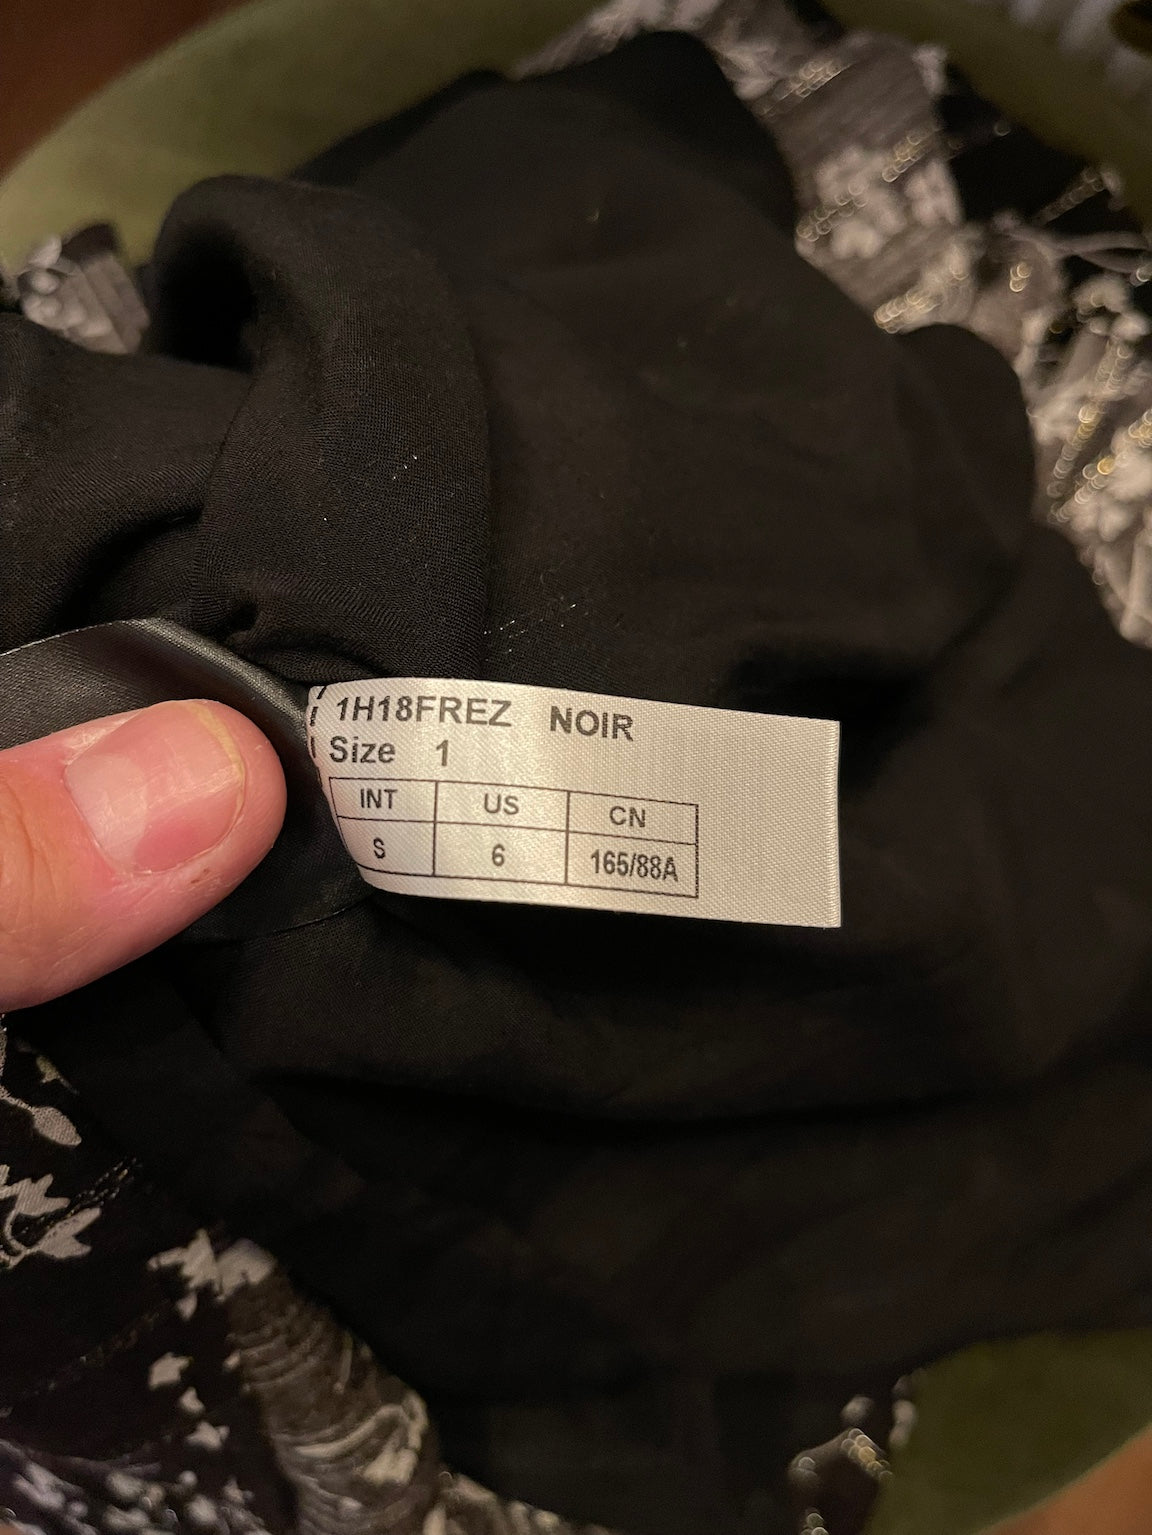 1H18FREZ NOIR
Size 1
INT US CN
S 6 165/88A